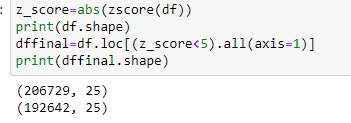 : z_score=abs(zscore(df))
print(df.shape)
dffinal=df.loc[(z_score<5).all(axis=1)]
print(dffinal.shape)
(206729, 25)
(192642, 25)